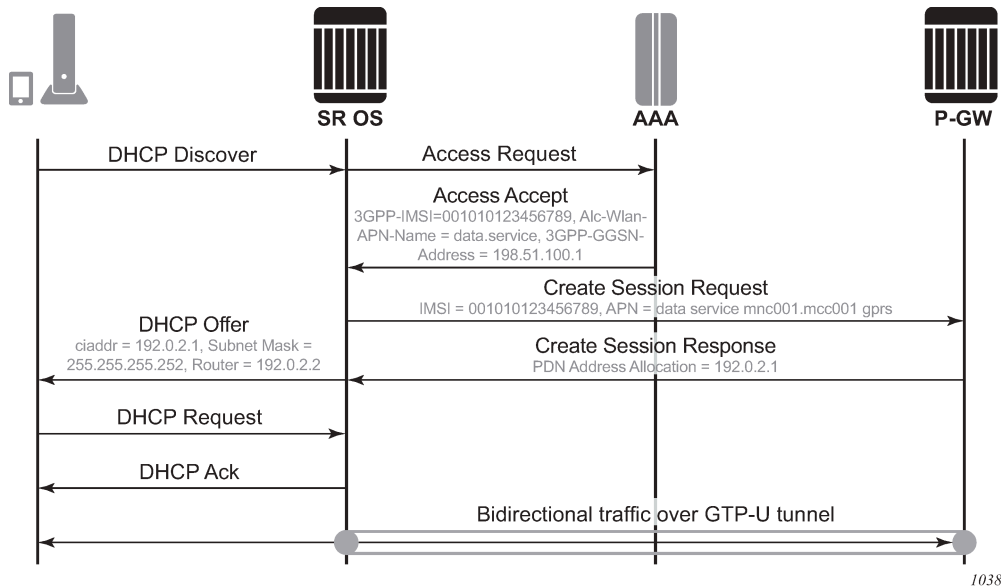 SR OS
AAA
P-GW
DHCP Discover
Access Request
Access Accept
3GPP-IMSI=001010123456789, Alc-Wlan-
APN-Name = data.service, 3GPP-GGSN-
Address = 198.51.100.1
Create Session Request
IMSI = 001010123456789, APN = data service mnc001.mcc001 gprs
DHCP Offer
ciaddr = 192.0.2.1, Subnet Mask =
255.255.255.252, Router = 192.0.2.2
Create Session Response
PDN Address Allocation = 192.0.2.1
DHCP Request
DHCP Ack
Bidirectional traffic over GTP-U tunnel
1038